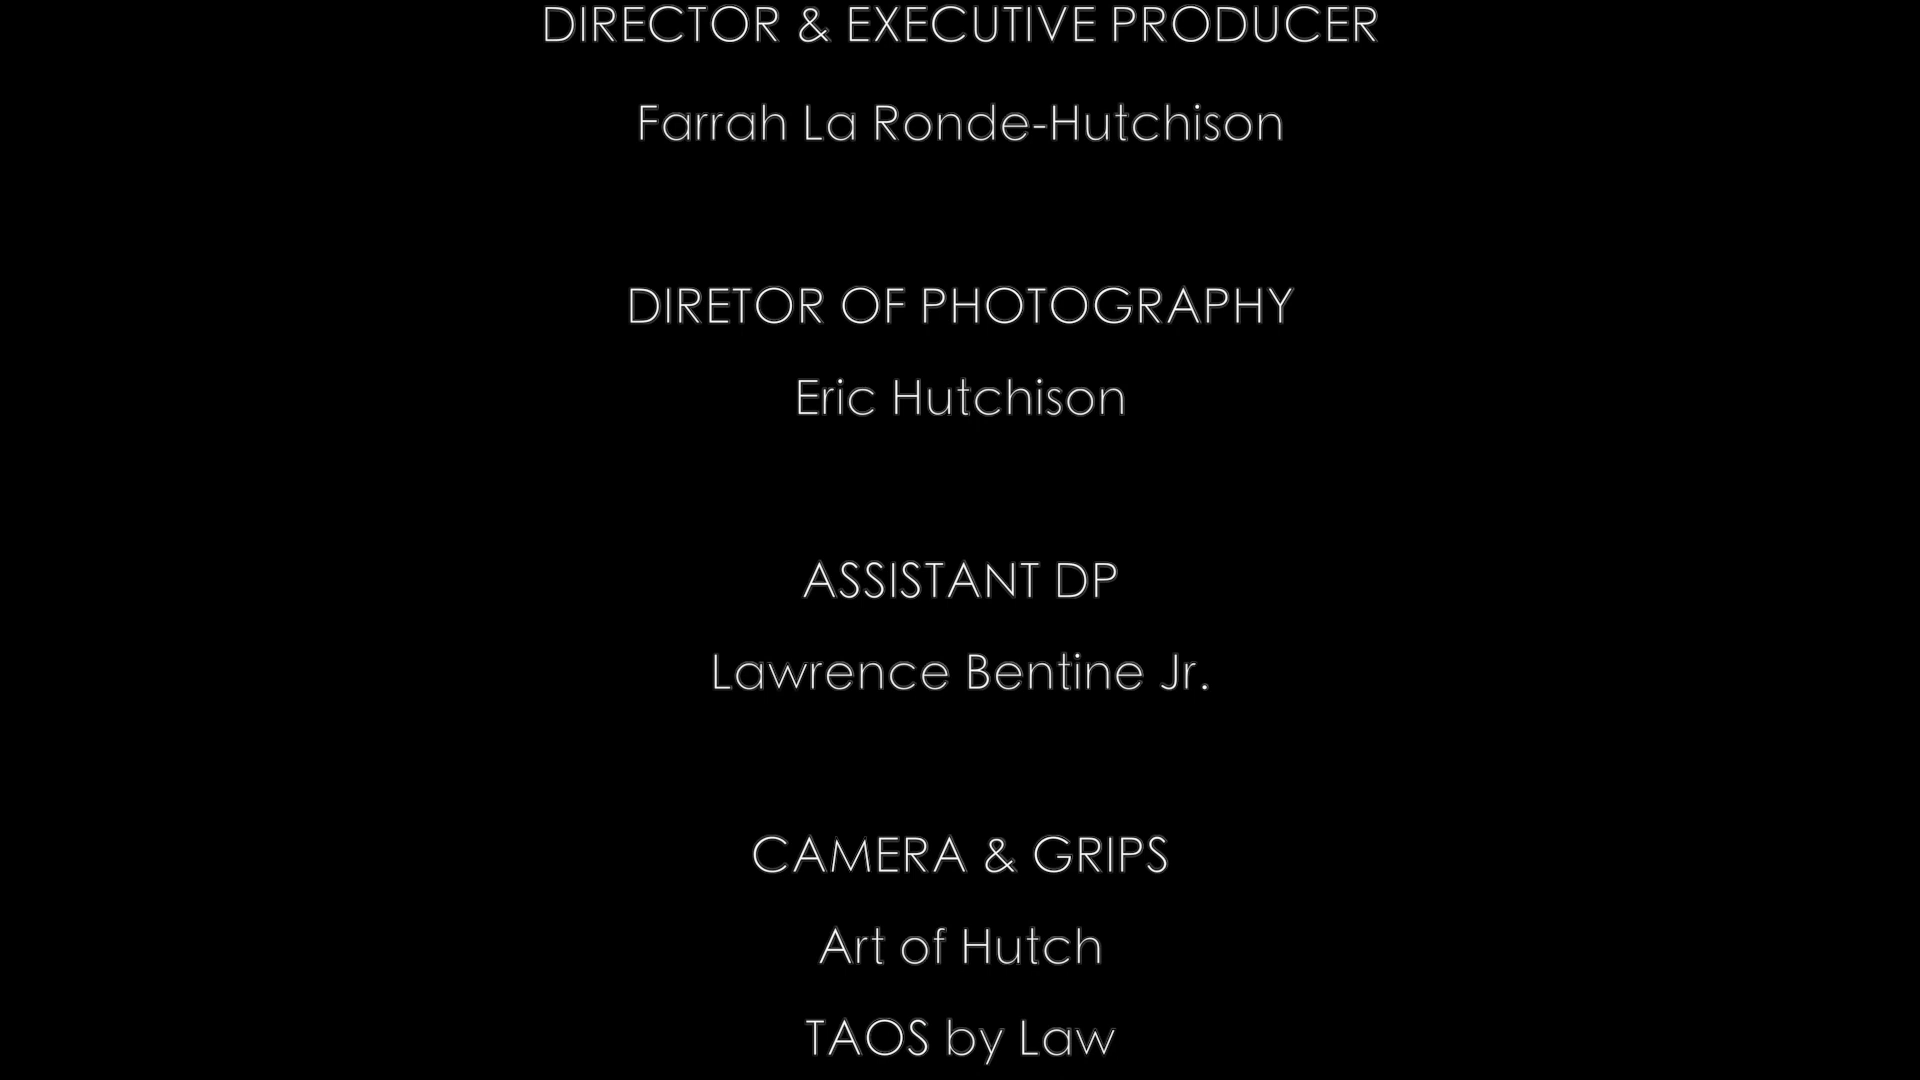 DIRECTOR & EXECUTIVE PRODUCER
Farrah La Ronde-Hutchison
DIRETOR OF PHOTOGRAPHY
Eric Hutchison
ASSISTANT DP
Lawrence Bentine Jr.
CAMERA & GRIPS
Art of Hutch
TAOS by Law